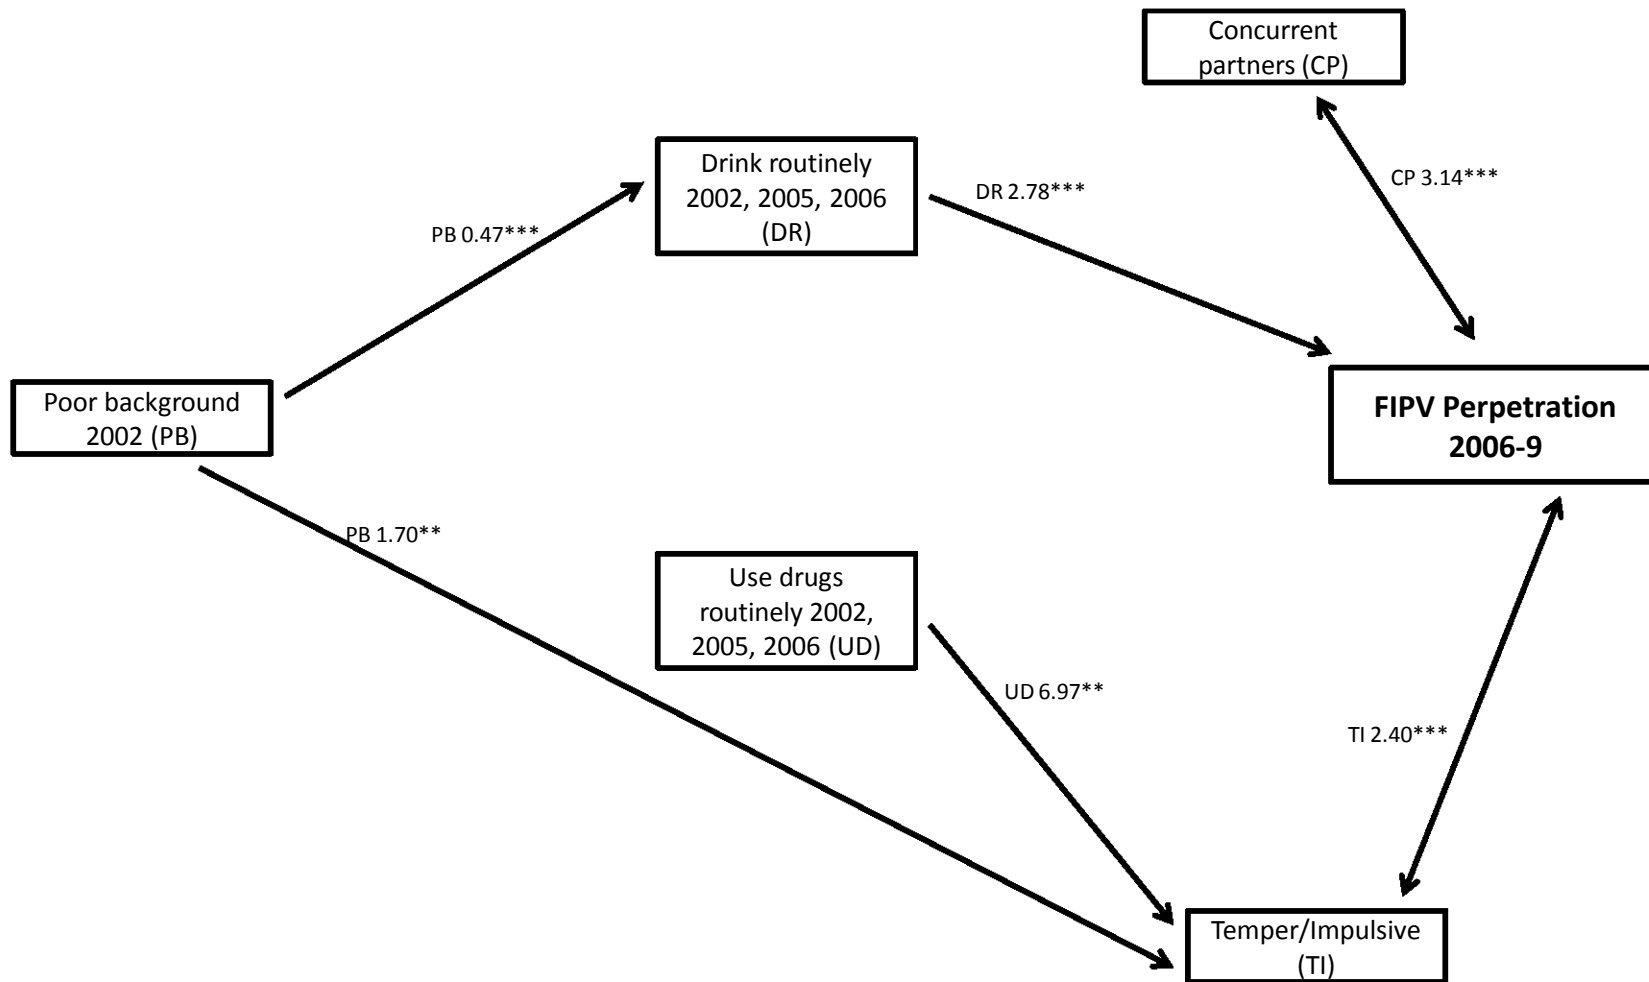 Concurrent
partners (CP)
Drink routinely
2002, 2005, 2006
(DR)
DR 2.78***
CP 3.14***
PB 0.47***
Poor background
2002 (PB)
FIPV Perpetration
2006-9
PB 1.70**
Use drugs
routinely 2002,
2005, 2006 (UD)
UD 6.97**
TI 2.40***
Temper/Impulsive
(TI)